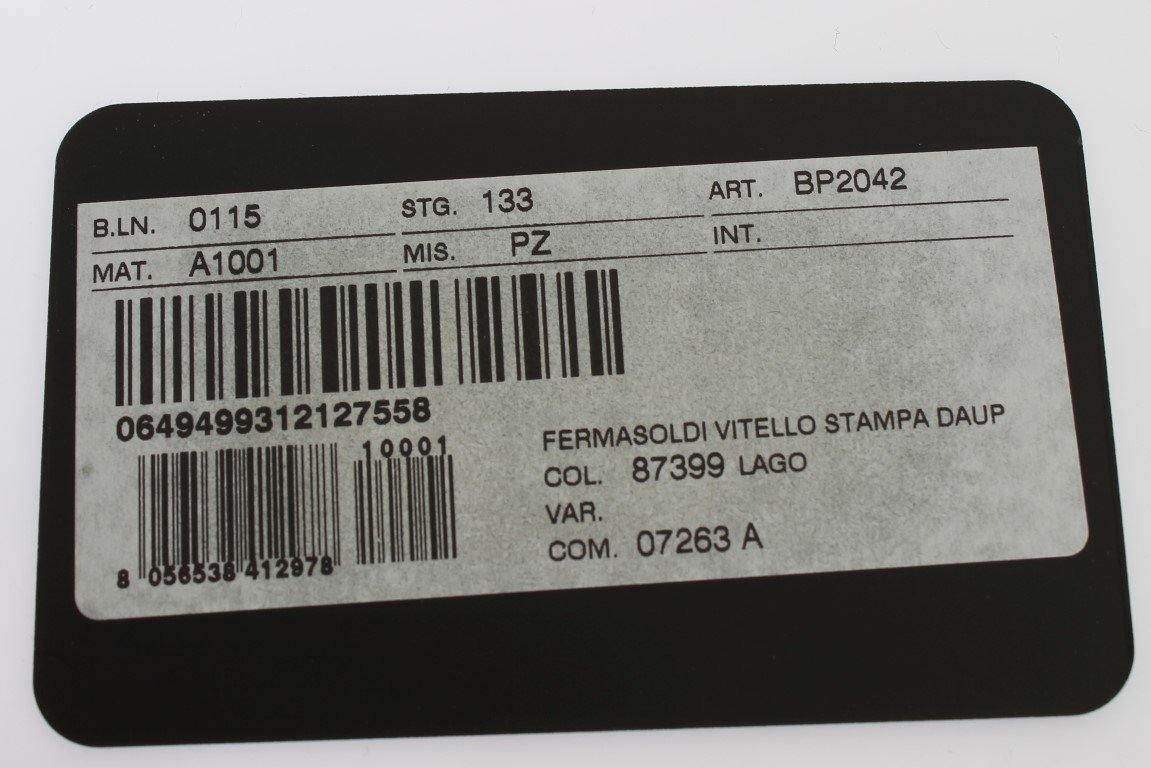 B.LN. 0115 STG. 133 ART. BP2042
MAT. A1001 MIS. PZ INT.
0649499312127558
10001
8 056538 412978
FERMASOLDI VITELLO STAMPA DAUP
COL. 87399 LAGO
VAR.
COM. 07263 A